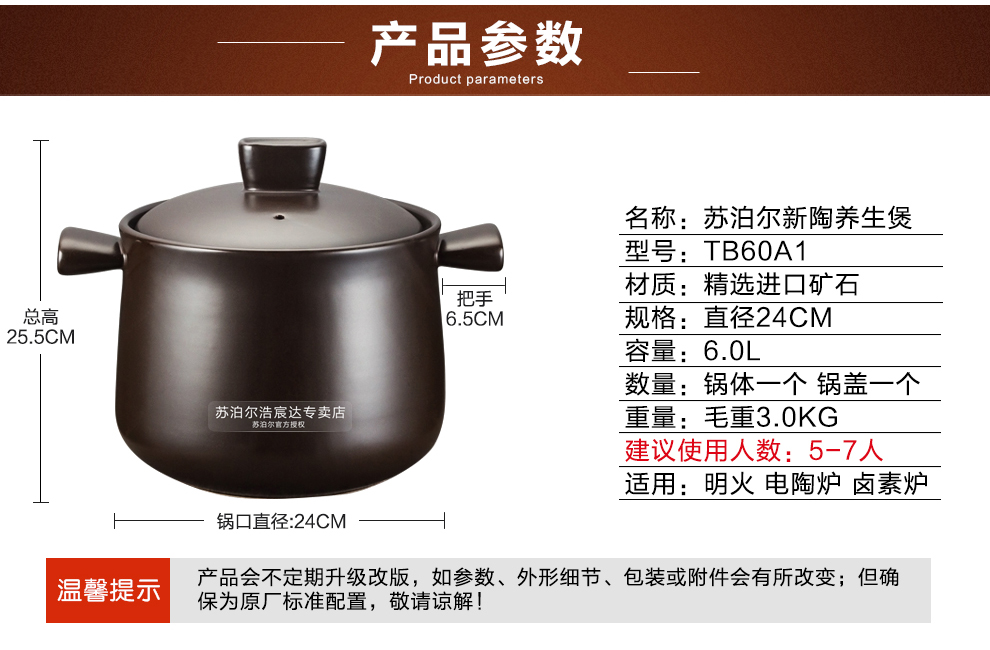 产品参数
Product parameters
总高
25.5CM
把手
6.5CM
苏泊尔浩宸达专卖店
苏泊尔官方授权
锅口直径:24CM
名称：苏泊尔新陶养生煲
型号：TB60A1
材质：精选进口矿石
规格：直径24CM
容量：6.0L
数量：锅体一个 锅盖一个
重量：毛重3.0KG
建议使用人数：5-7人
适用：明火 电陶炉 卤素炉
温馨提示
产品会不定期升级改版，如参数、外形细节、包装或附件会有所改变；但确
保为原厂标准配置，敬请谅解！